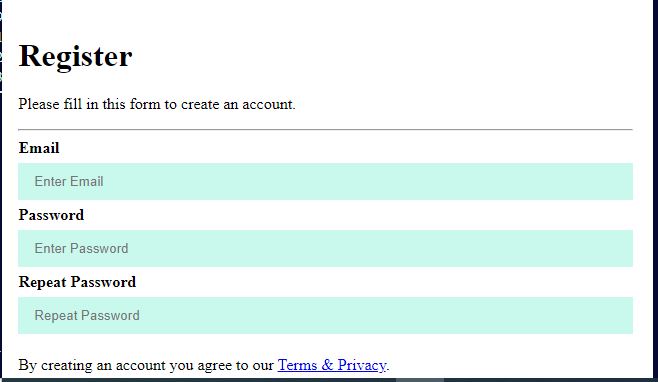 Register
Please fill in this form to create an account.
Email
Enter Email
Password
Enter Password
Repeat Password
Repeat Password
By creating an account you agree to our Terms & Privacy.